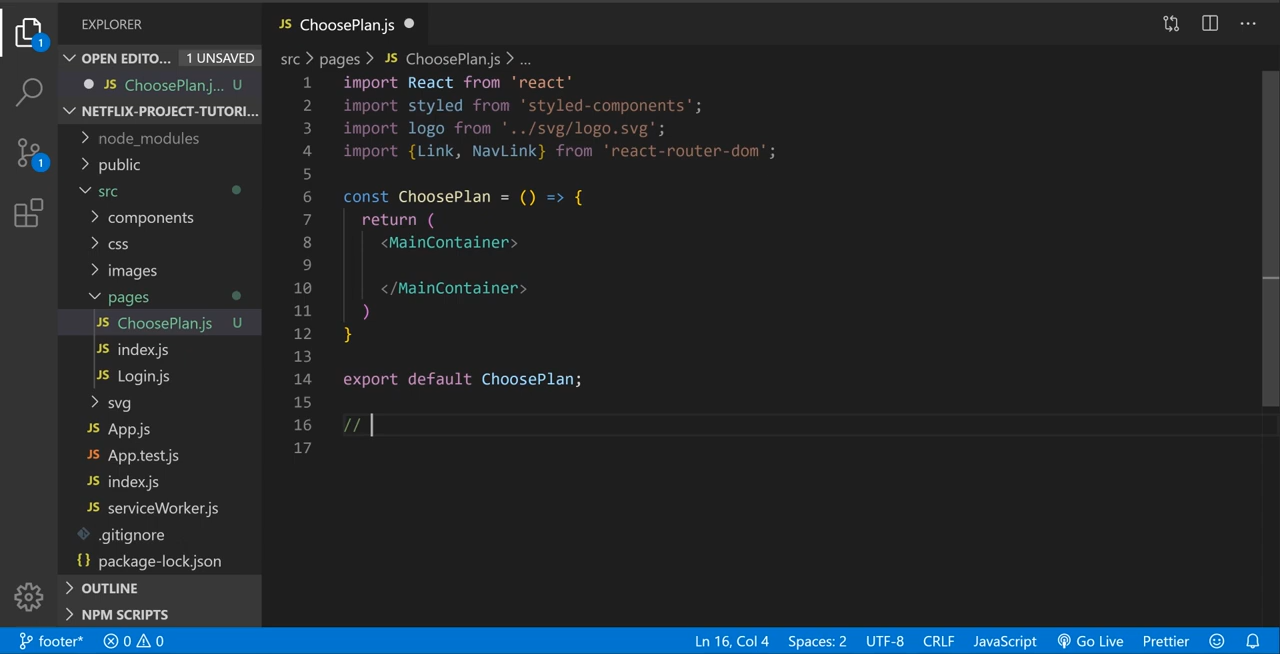 EXPLORER
OPEN EDITO... 1 UNSAVED
JS ChoosePlan.j... U
NETFLIX-PROJECT-TUTORI...
node_modules
public
src
components
css
images
pages
JS ChoosePlan.js U
JS index.js
JS Login.js
svg
JS App.js
JS App.test.js
JS index.js
JS serviceWorker.js
.gitignore
{} package-lock.json
OUTLINE
NPM SCRIPTS
1
1
JS ChoosePlan.js
src > pages > JS ChoosePlan.js > ...
1 import React from 'react'
2 import styled from 'styled-components';
3 import logo from '../svg/logo.svg';
4 import {Link, NavLink} from 'react-router-dom';
5
6 const ChoosePlan = () => {
7 return (
8 <MainContainer>
9
10 </MainContainer>
11 )
12 }
13
14 export default ChoosePlan;
15
16 //
17
footer* 0 0 Ln 16, Col 4 Spaces: 2 UTF-8 CRLF JavaScript Go Live Prettier